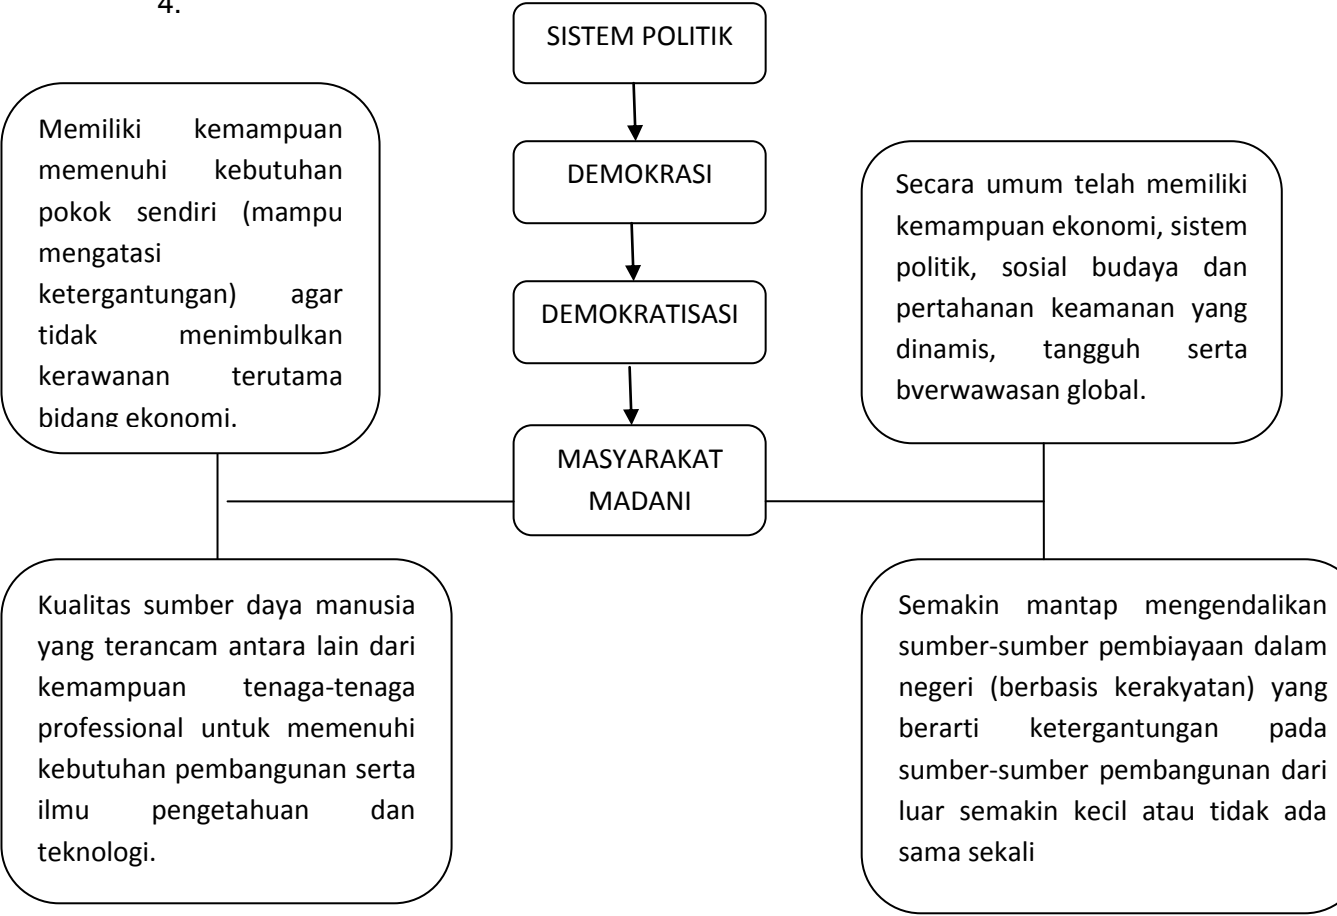 4.
SISTEM POLITIK
Memiliki kemampuan
memenuhi kebutuhan
pokok sendiri (mampu
mengatasi
ketergantungan) agar
tidak menimbulkan
kerawanan terutama
bidang ekonomi.
DEMOKRASI
Secara umum telah memiliki
kemampuan ekonomi, sistem
politik, sosial budaya dan
pertahanan keamanan yang
dinamis, tangguh serta
bverwawasan global.
DEMOKRATISASI
MASYARAKAT
MADANI
Kualitas sumber daya manusia
yang terancam antara lain dari
kemampuan tenaga-tenaga
professional untuk memenuhi
kebutuhan pembangunan serta
ilmu pengetahuan dan
teknologi.
Semakin mantap mengendalikan
sumber-sumber pembiayaan dalam
negeri (berbasis kerakyatan) yang
berarti ketergantungan pada
sumber-sumber pembangunan dari
luar semakin kecil atau tidak ada
sama sekali